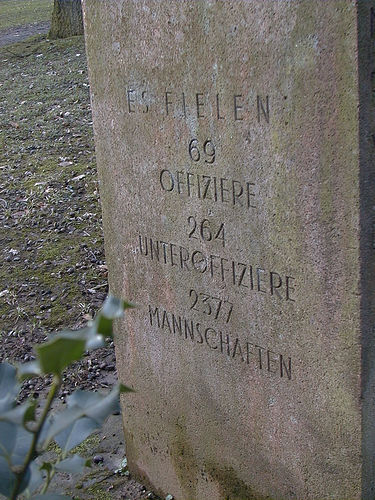 ES FIELEN
69
OFFIZIERE
264
UNTEROFFIZIERE
2377
MANNSCHAFTEN